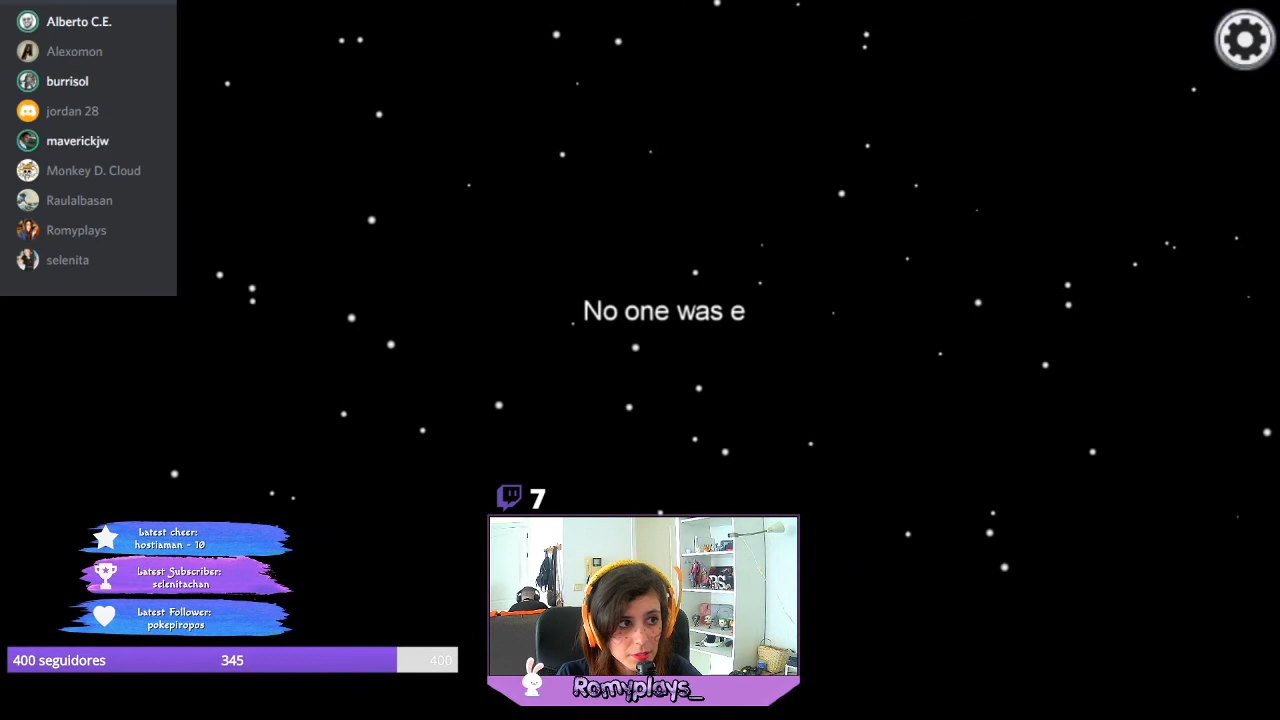 Alberto C.E.
Alexomon
burrisol
jordan 28
maverickjw
Monkey D. Cloud
Raulalbasan
Romyplays
selenita
No one was e
7
Latest cheer:
hostiaman - 10
Latest Subscriber:
selenitachan
Latest Follower:
pokepiropos
400 seguidores 345 400
Romyplays_